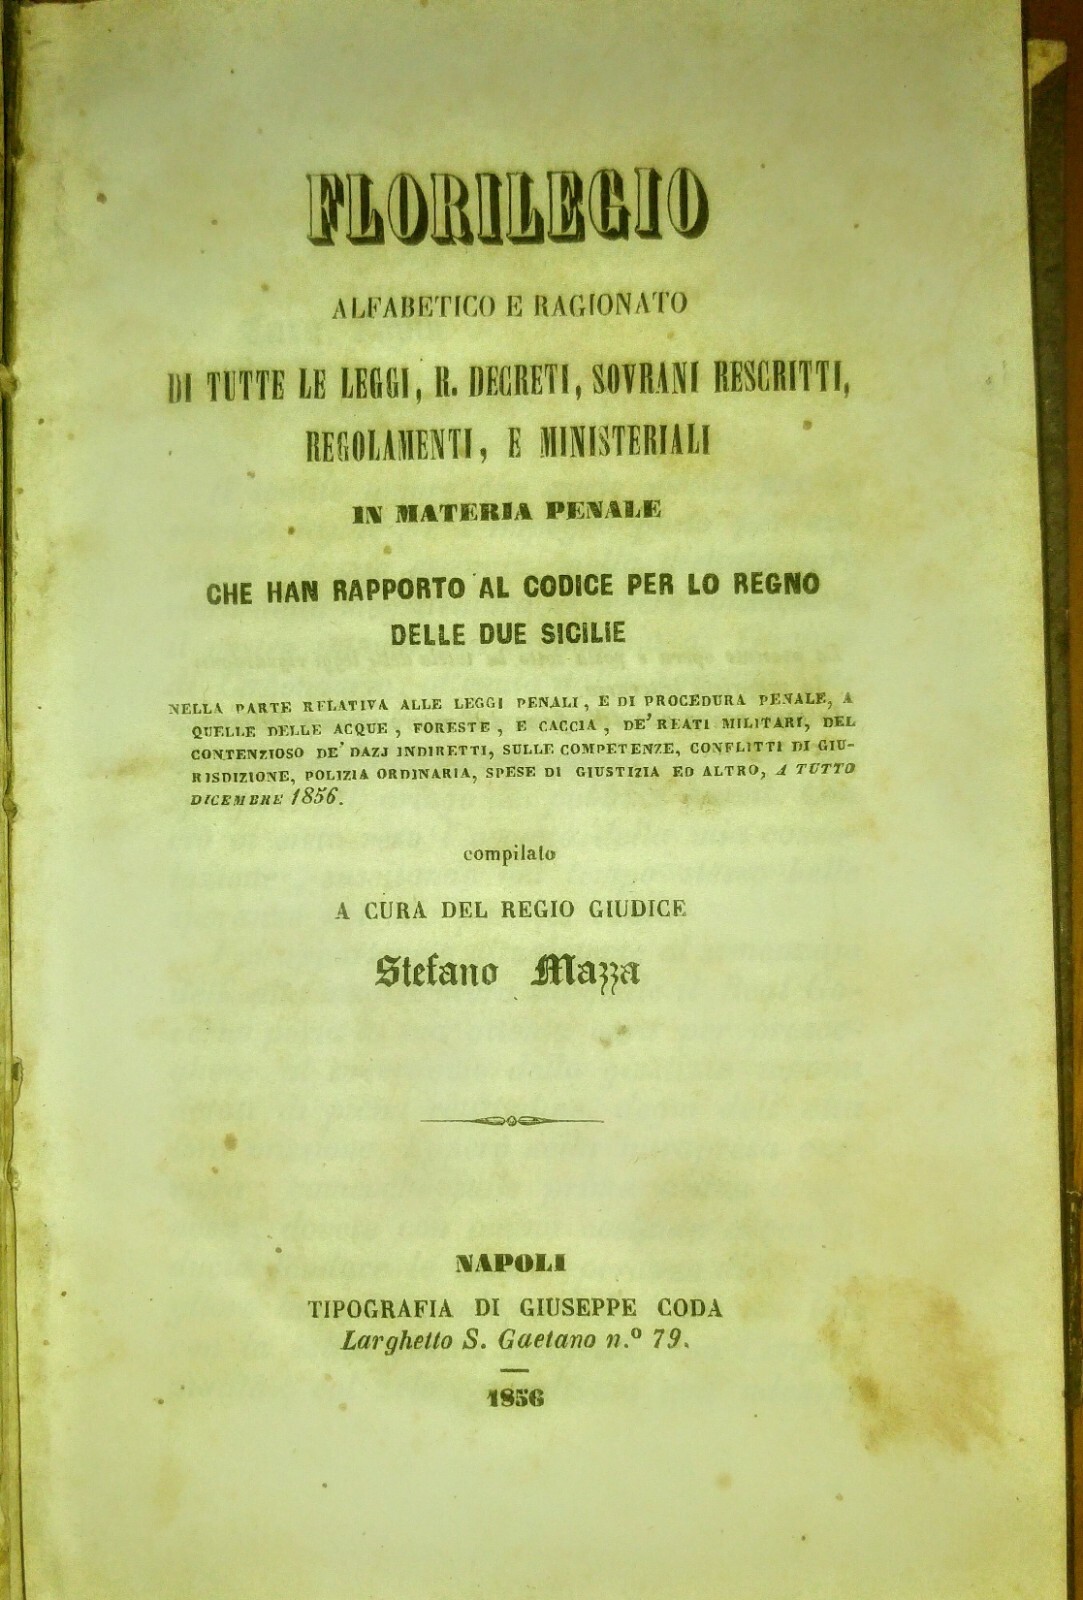 FLORILEGIO
ALFABETICO E RAGIONATO
DI TUTTE LE LEGGI, R. DECRETI, SOVRANI RESCRITTI,
REGOLAMENTI, E MINISTERIALI
IN MATERIA PENALE
CHE HAN RAPPORTO AL CODICE PER LO REGNO
DELLE DUE SICILIE
NELLA PARTE RELATIVA ALLE LEGGI PENALI, E DI PROCEDURA PENALE, A
QUELLE DELLE ACQUE, FORESTE, E CACCIA, DE' REATI MILITARI, DEL
CONTENZIOSO DE' DAZJ INDIRETTI, SULLE COMPETENZE, CONFLITTI DI GIU-
RISDIZIONE, POLIZIA ORDINARIA, SPESE DI GIUSTIZIA ED ALTRO, A TUTTO
DICEMBRE 1856.
compilato
A CURA DEL REGIO GIUDICE
Stefano Mazza
NAPOLI
TIPOGRAFIA DI GIUSEPPE CODA
Larghetto S. Gaetano n.º 79.
1856